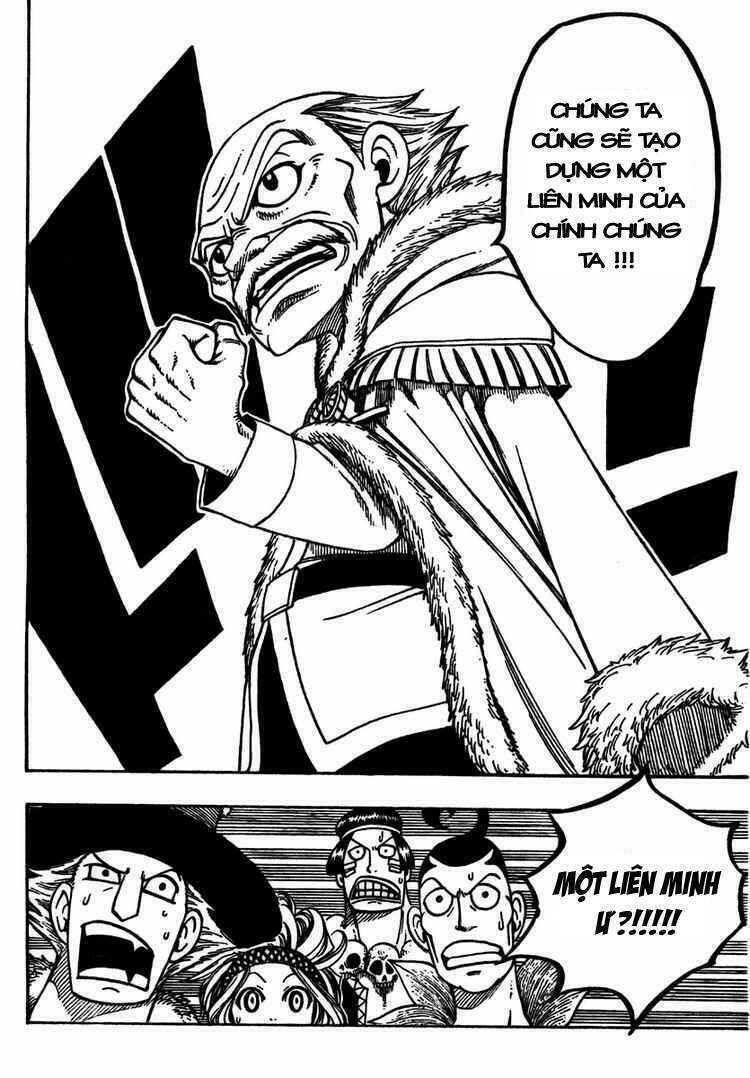 CHÚNG TA
CŨNG SẼ TẠO
DỰNG MỘT
LIÊN MINH CỦA
CHÍNH CHÚNG
TA !!!
MỘT LIÊN MINH
Ư ?!!!!!